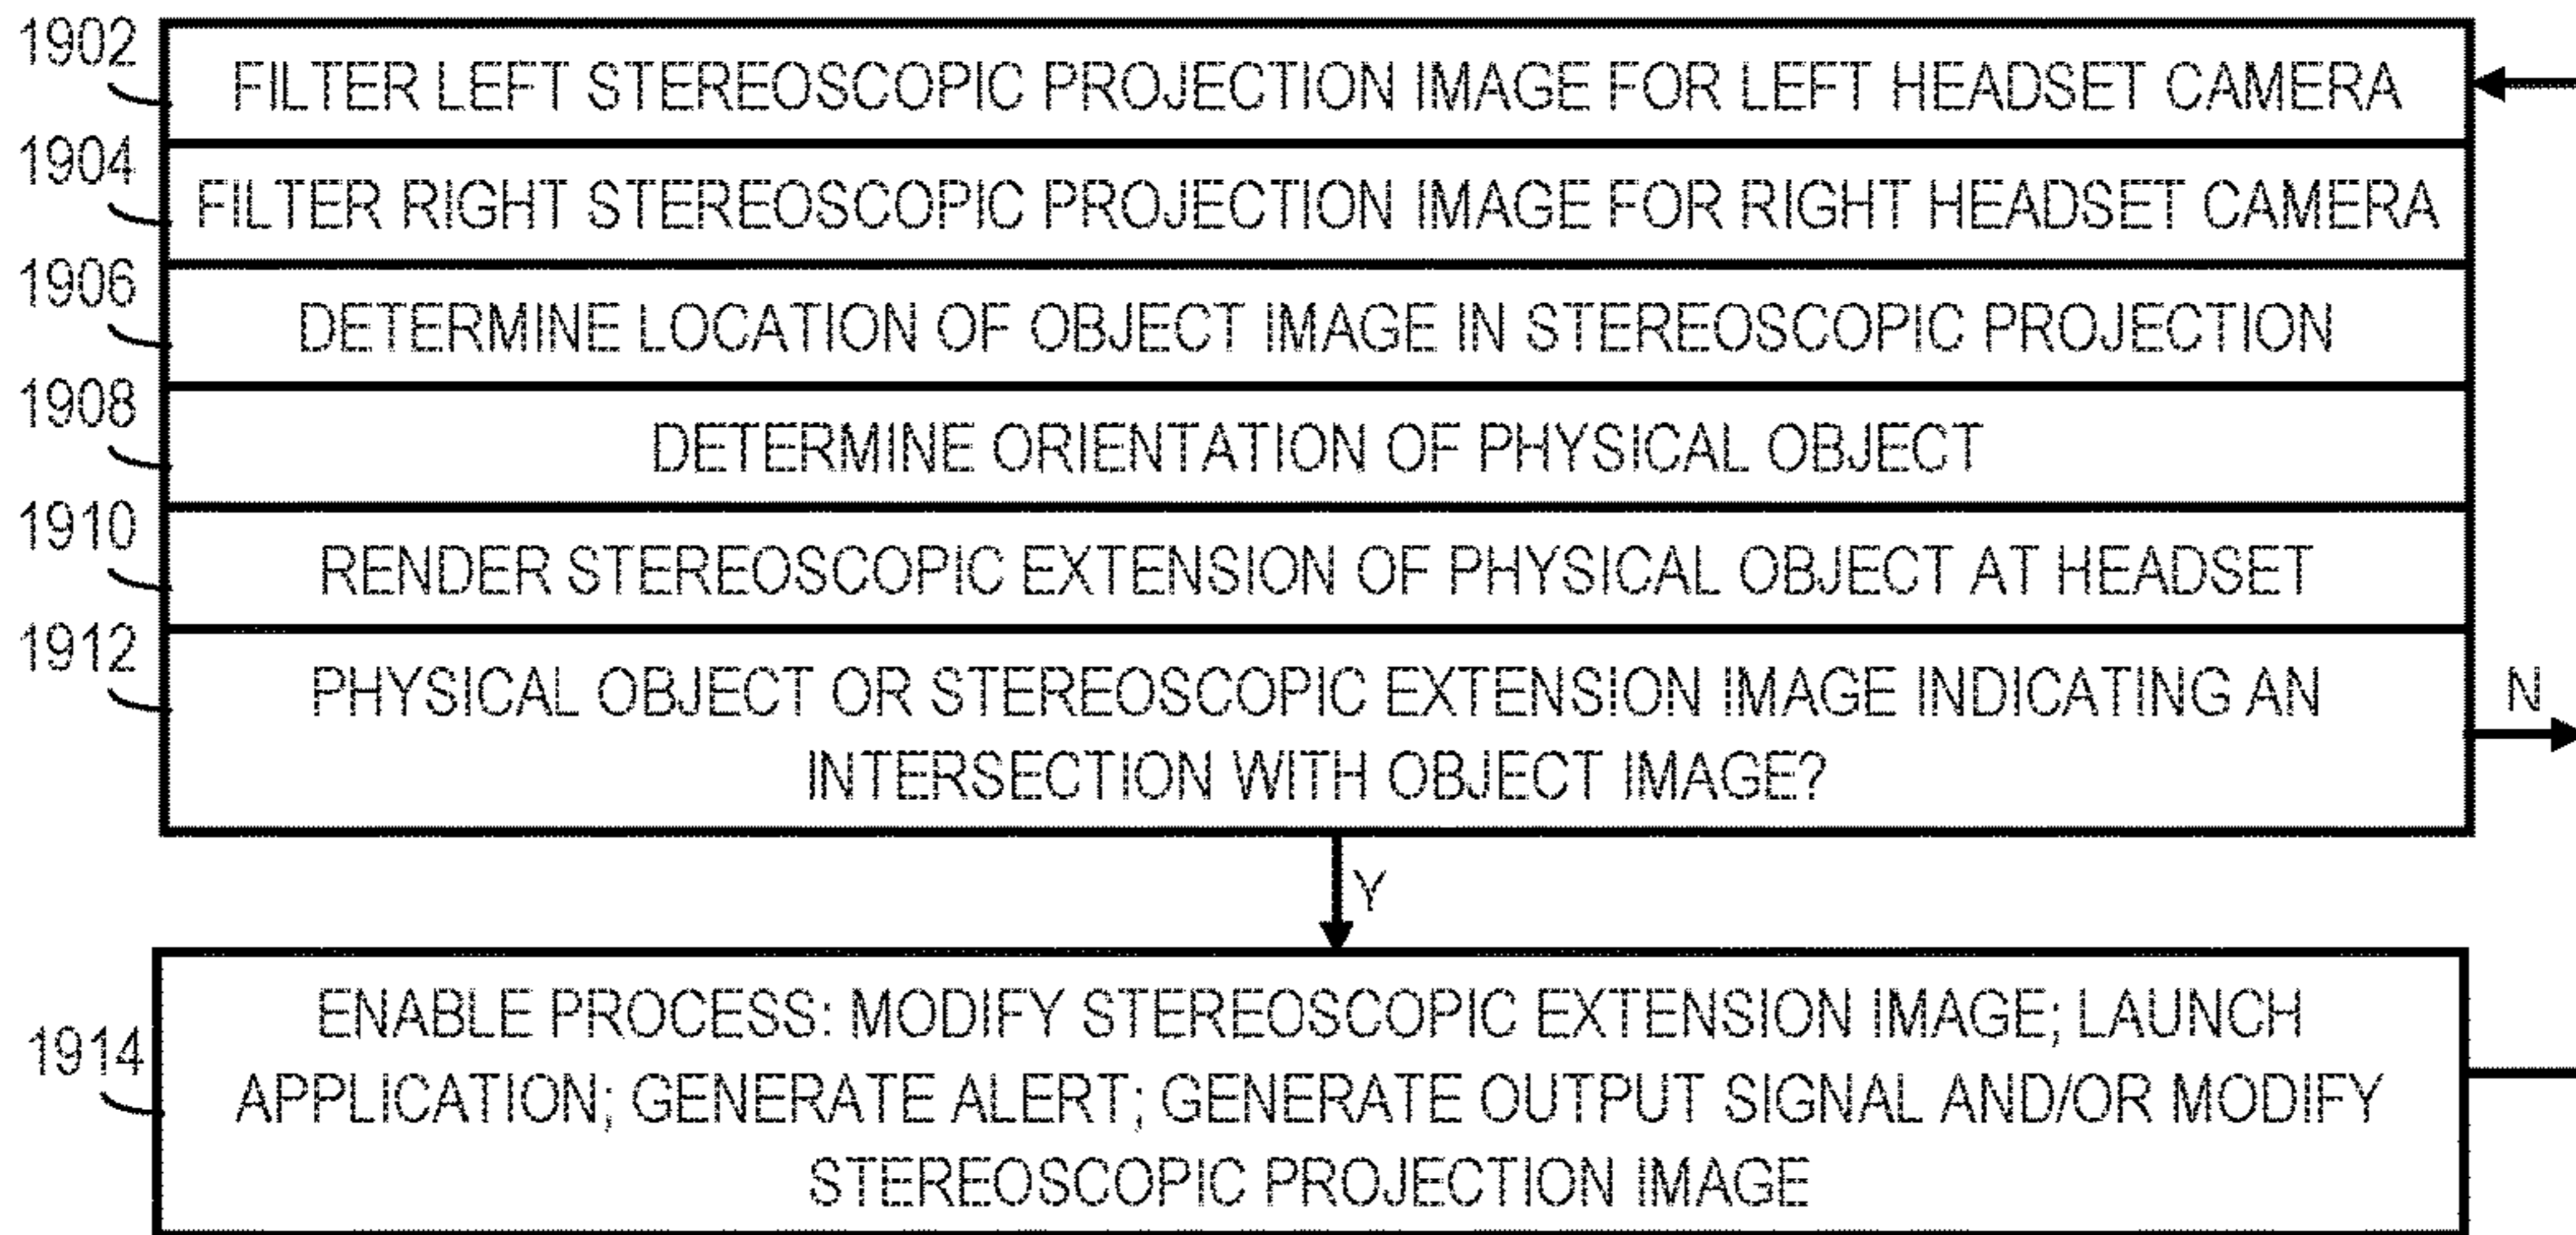 1902
FILTER LEFT STEREOSCOPIC PROJECTION IMAGE FOR LEFT HEADSET CAMERA
1904
FILTER RIGHT STEREOSCOPIC PROJECTION IMAGE FOR RIGHT HEADSET CAMERA
1906
DETERMINE LOCATION OF OBJECT IMAGE IN STEREOSCOPIC PROJECTION
1908
DETERMINE ORIENTATION OF PHYSICAL OBJECT
1910
RENDER STEREOSCOPIC EXTENSION OF PHYSICAL OBJECT AT HEADSET
1912
PHYSICAL OBJECT OR STEREOSCOPIC EXTENSION IMAGE INDICATING AN
INTERSECTION WITH OBJECT IMAGE?
N
Y
1914
ENABLE PROCESS: MODIFY STEREOSCOPIC EXTENSION IMAGE; LAUNCH
APPLICATION; GENERATE ALERT; GENERATE OUTPUT SIGNAL AND/OR MODIFY
STEREOSCOPIC PROJECTION IMAGE